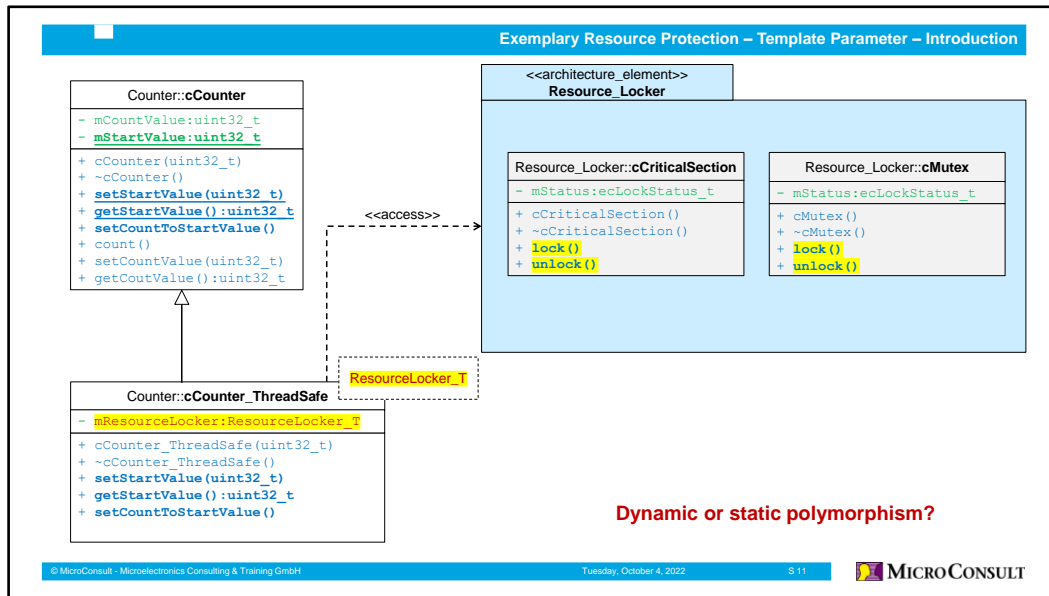 Exemplary Resource Protection – Template Parameter – Introduction
Counter::cCounter
- mCountValue:uint32_t
- mStartValue:uint32_t
+ cCounter(uint32_t)
+ ~cCounter()
+ setStartValue(uint32_t)
+ getStartValue():uint32_t
+ setCountToStartValue()
+ count()
+ setCountValue(uint32_t)
+ getCoutValue():uint32_t
<<access>>
<<architecture_element>>
Resource_Locker
Resource_Locker::cCriticalSection
- mStatus:ecLockStatus_t
+ cCriticalSection()
+ ~cCriticalSection()
+ lock()
+ unlock()
Resource_Locker::cMutex
- mStatus:ecLockStatus_t
+ cMutex()
+ ~cMutex()
+ lock()
+ unlock()
ResourceLocker_T
Counter::cCounter_ThreadSafe
- mResourceLocker:ResourceLocker_T
+ cCounter_ThreadSafe(uint32_t)
+ ~cCounter_ThreadSafe()
+ setStartValue(uint32_t)
+ getStartValue():uint32_t
+ setCountToStartValue()
Dynamic or static polymorphism?
© MicroConsult - Microelectronics Consulting & Training GmbH
Tuesday, October 4, 2022
S 11
MICROCONSULT